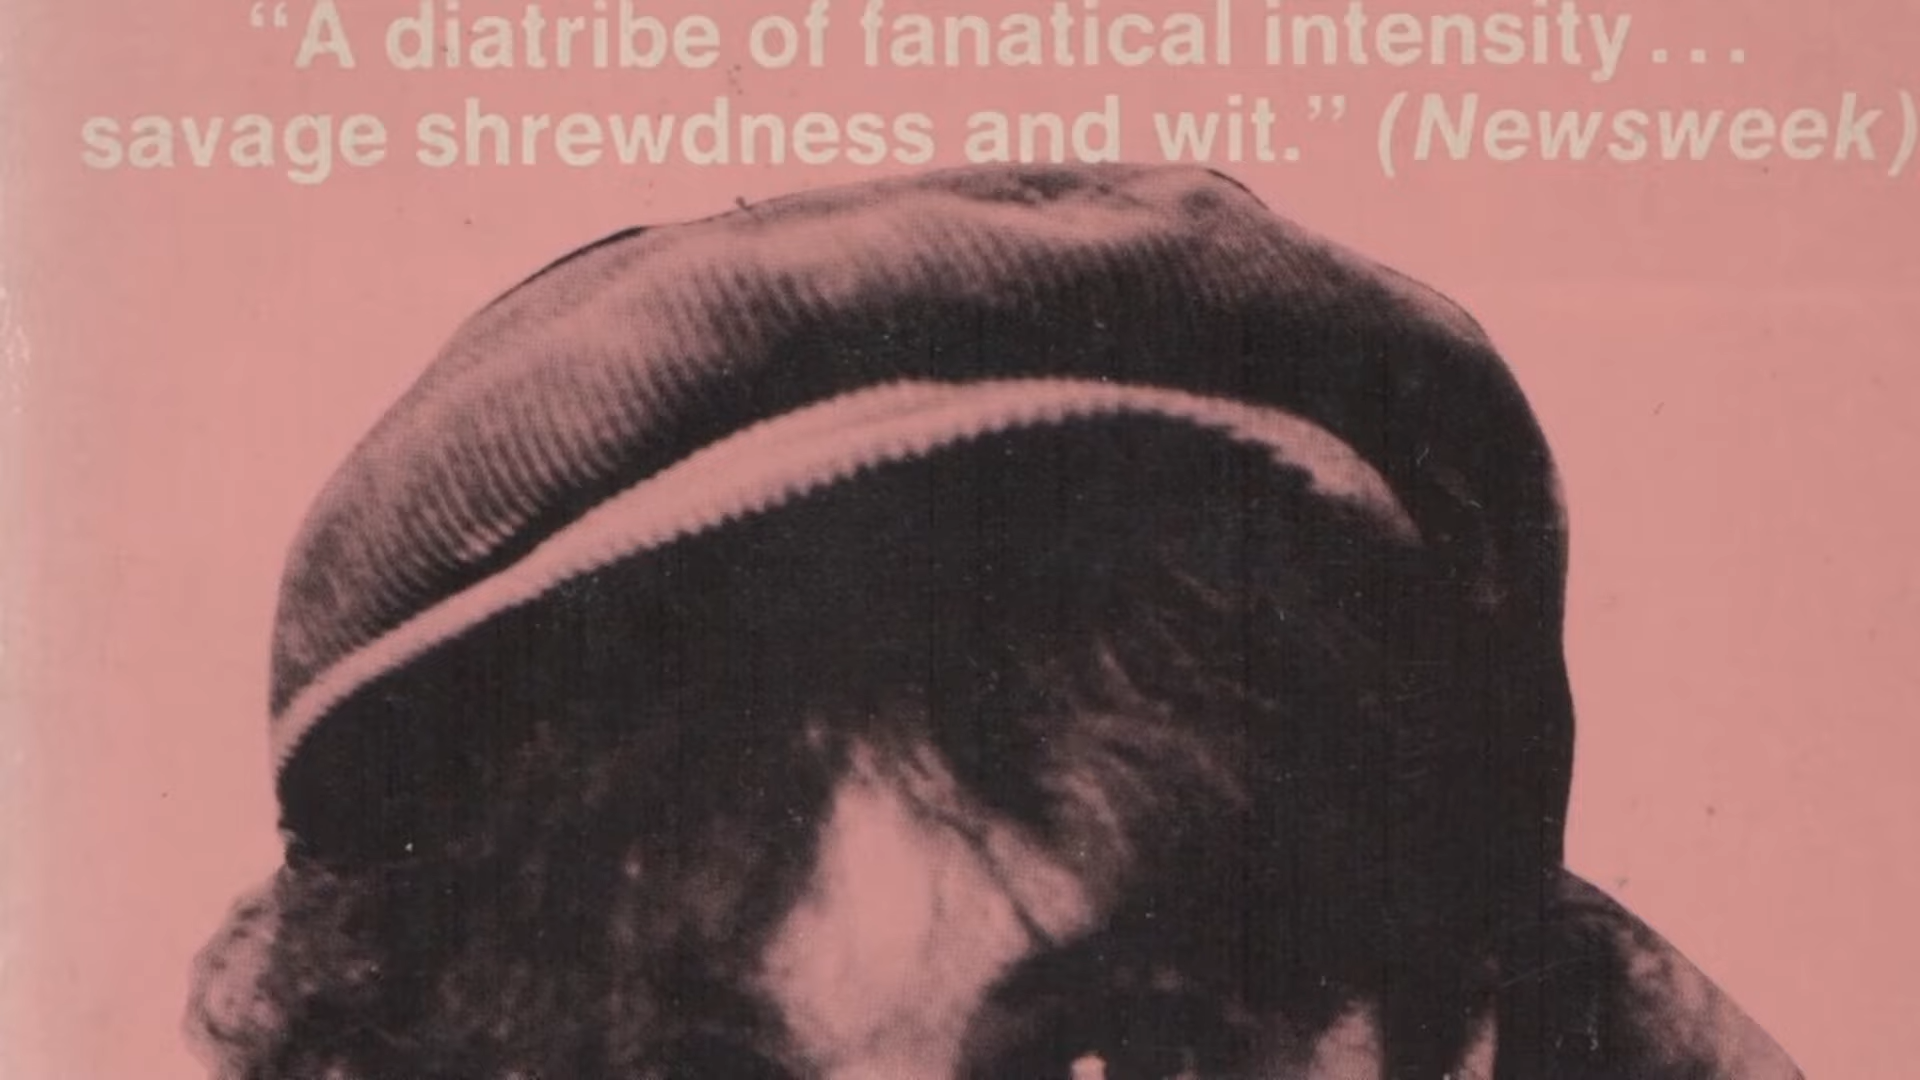 “A diatribe of fanatical intensity...
savage shrewdness and wit.” (Newsweek)